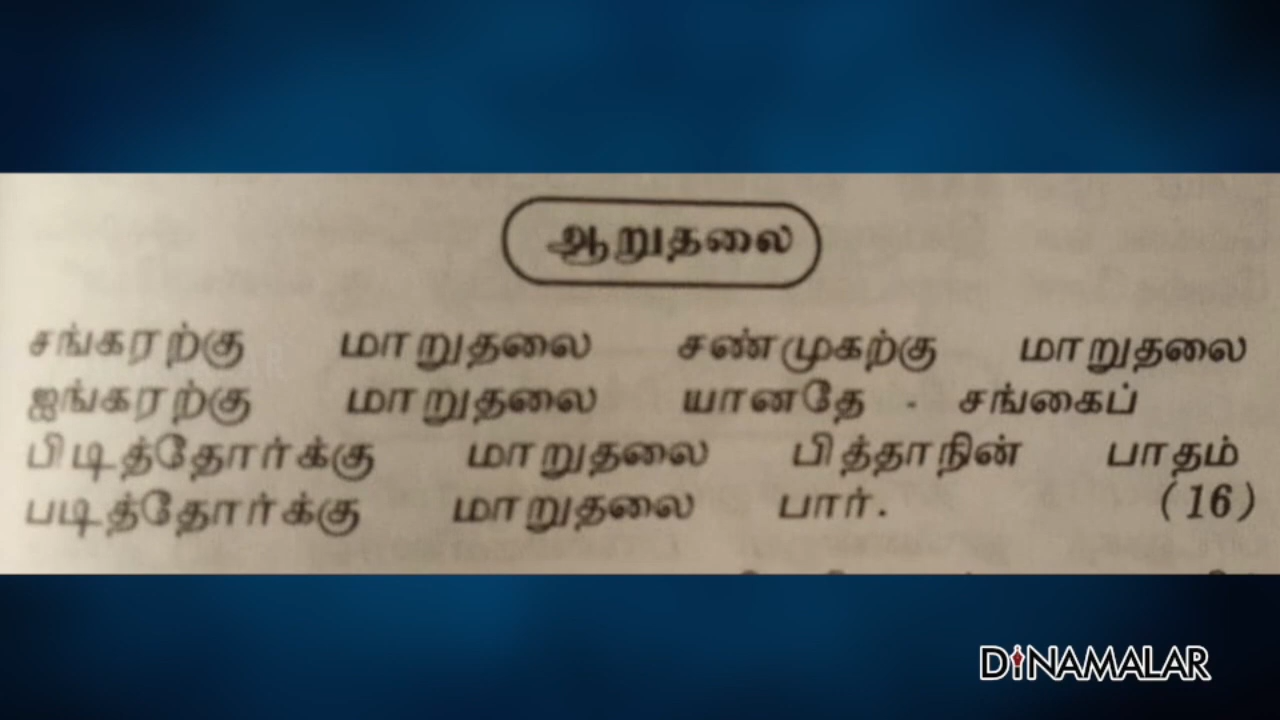 ஆறுதலை
சங்கரற்கு மாறுதலை சண்முகற்கு மாறுதலை
ஐங்கரற்கு மாறுதலை யானதே - சங்கைப்
பிடித்தோர்க்கு மாறுதலை பித்தாநின் பாதம்
படித்தோர்க்கு மாறுதலை பார். (16)
DINAMALAR